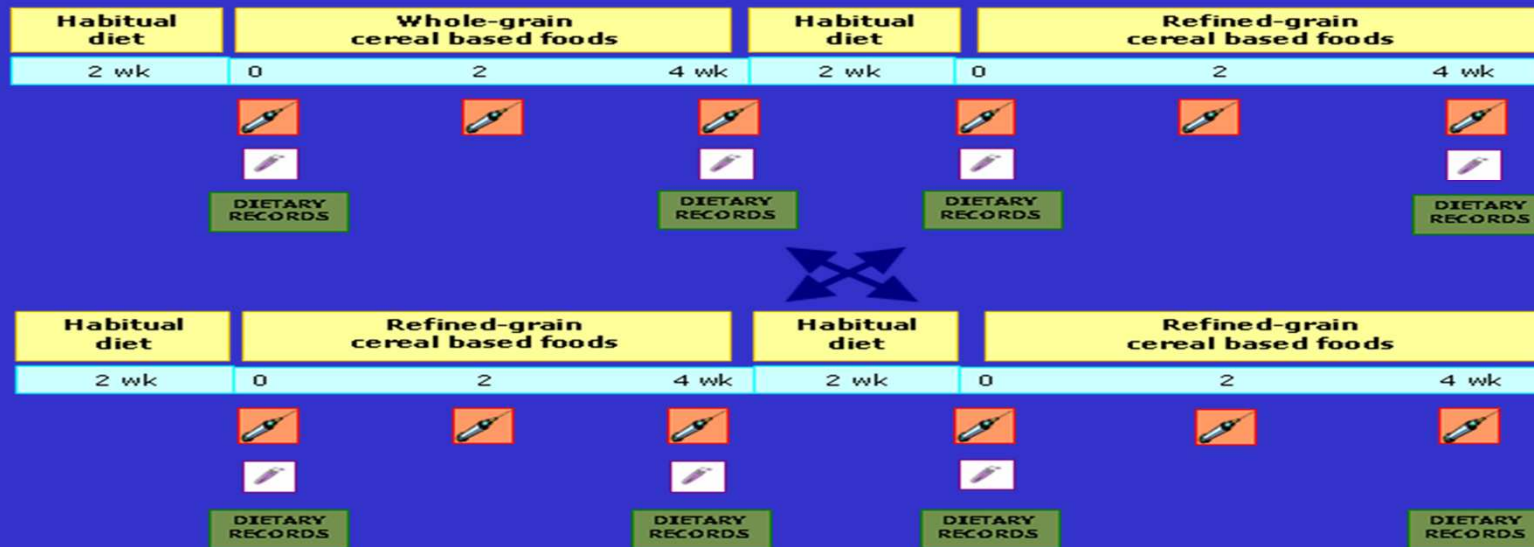 Habitual diet
Whole-grain cereal based foods
Habitual diet
Refined-grain cereal based foods
2 wk 0 2 4 wk 2 wk 0 2 4 wk
DIETARY RECORDS
DIETARY RECORDS
DIETARY RECORDS
DIETARY RECORDS
Habitual diet
Refined-grain cereal based foods
Habitual diet
Refined-grain cereal based foods
2 wk 0 2 4 wk 2 wk 0 2 4 wk
DIETARY RECORDS
DIETARY RECORDS
DIETARY RECORDS
DIETARY RECORDS